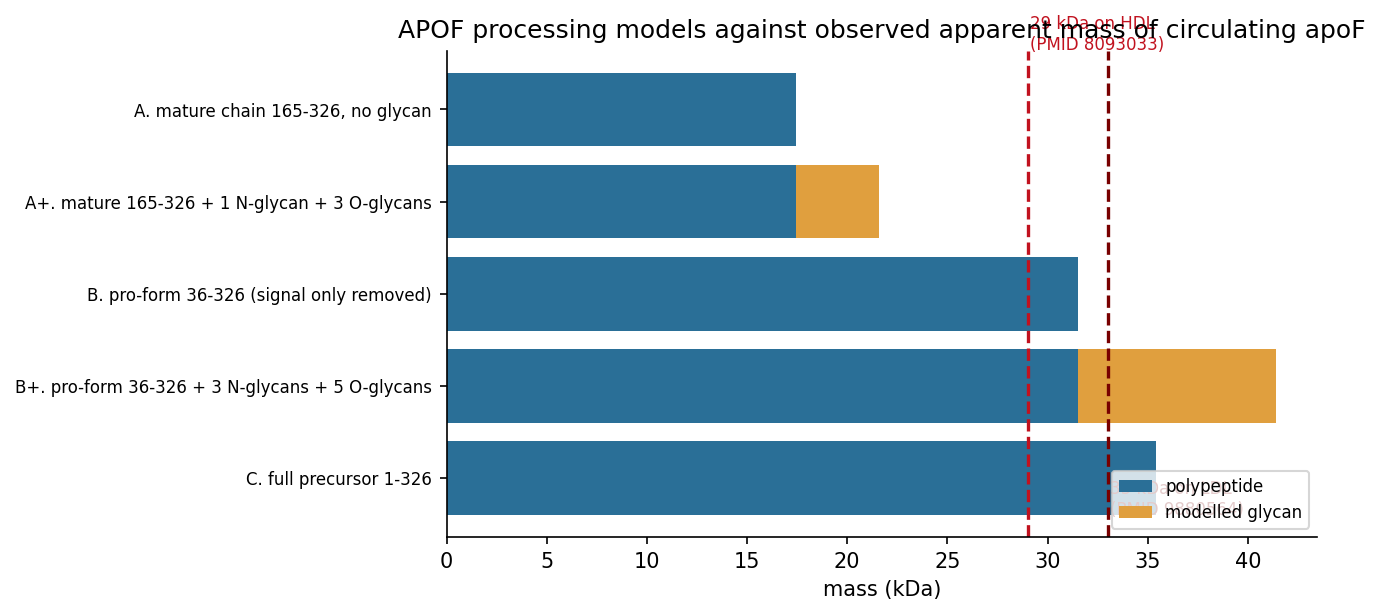 APOF processing models against observed apparent mass of circulating apoF
29 kDa on HDL
(PMID 8093033)
A. mature chain 165-326, no glycan
A+. mature 165-326 + 1 N-glycan + 3 O-glycans
B. pro-form 36-326 (signal only removed)
B+. pro-form 36-326 + 3 N-glycans + 5 O-glycans
C. full precursor 1-326
polypeptide
modelled glycan
0 5 10 15 20 25 30 35 40
mass (kDa)